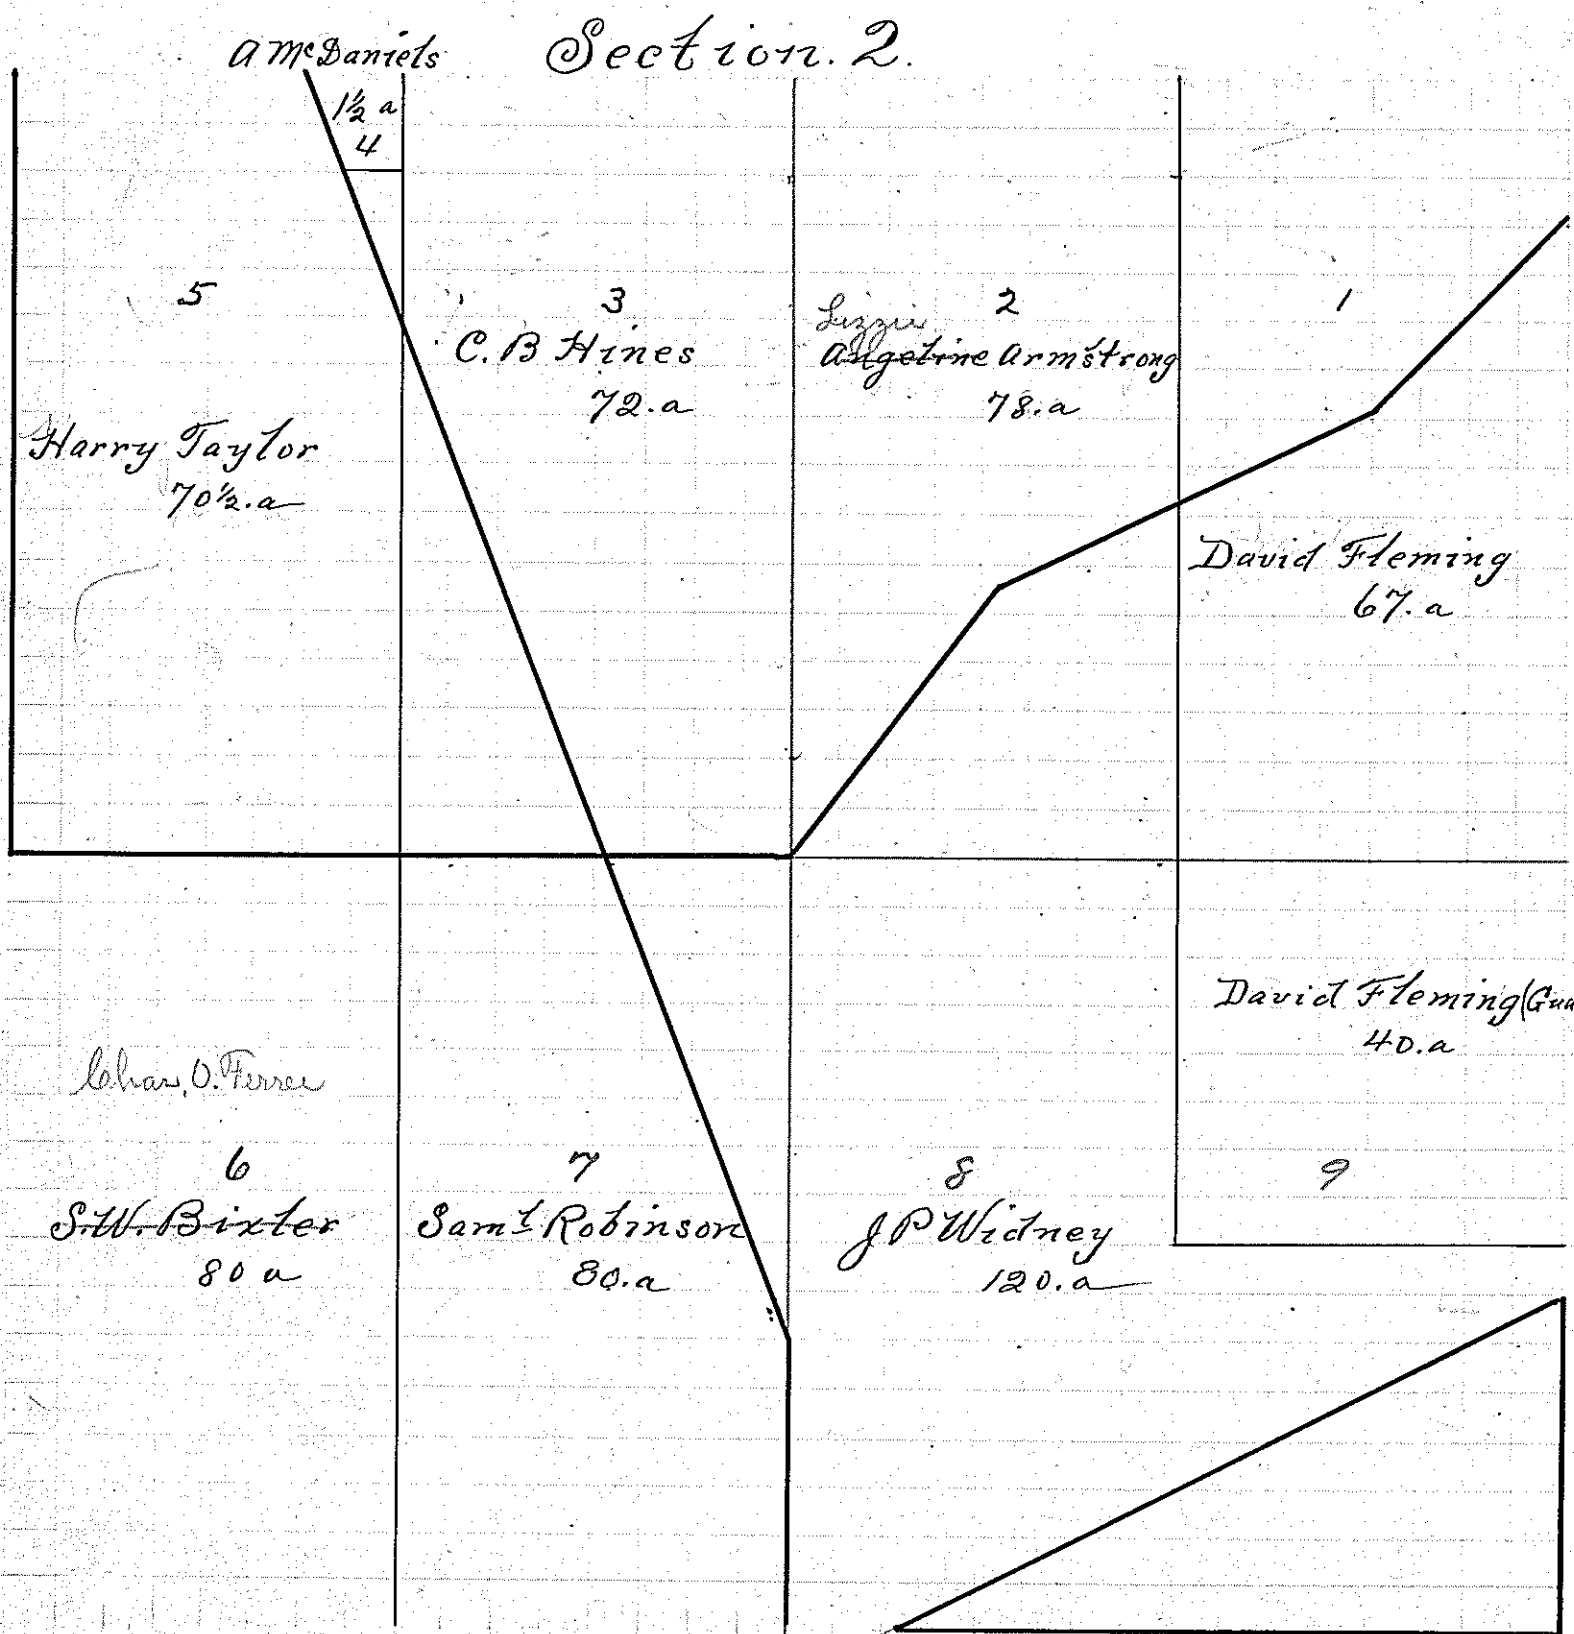 Section. 2.
A McDaniels
1½ a
4
5
Harry Taylor
70½.a
3
C. B Hines
72.a
2
Lizzie
Angeline Armstrong
78.a
1
David Fleming
67. a
Chas. O. Ferree
6
S.W. Bixler
80 a
7
Saml Robinson
80.a
8
J P Widney
120.a
David Fleming (Gua
40.a
9